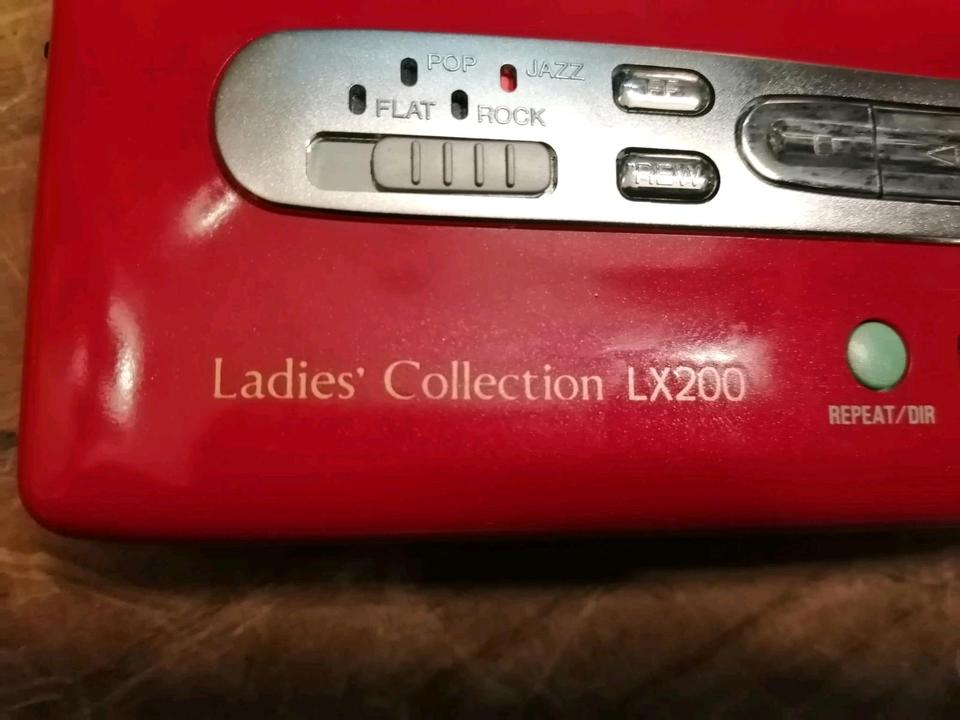 POP JAZZ
FLAT ROCK
FF
REW
Ladies' Collection LX200
REPEAT/DIR